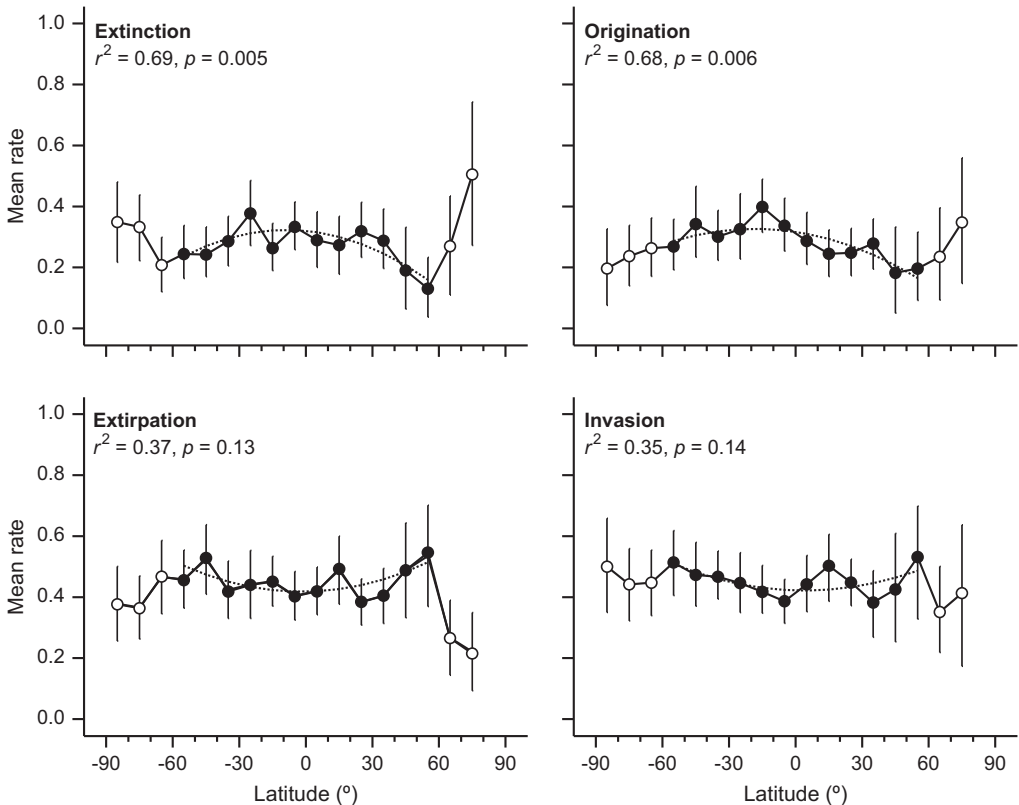 Extinction
r² = 0.69, p = 0.005
Origination
r² = 0.68, p = 0.006
1.0
0.8
0.6
0.4
0.2
0.0
Mean rate
-90 -60 -30 0 30 60 90
Latitude (º)
Extirpation
r² = 0.37, p = 0.13
Invasion
r² = 0.35, p = 0.14
1.0
0.8
0.6
0.4
0.2
0.0
Mean rate
-90 -60 -30 0 30 60 90
Latitude (º)